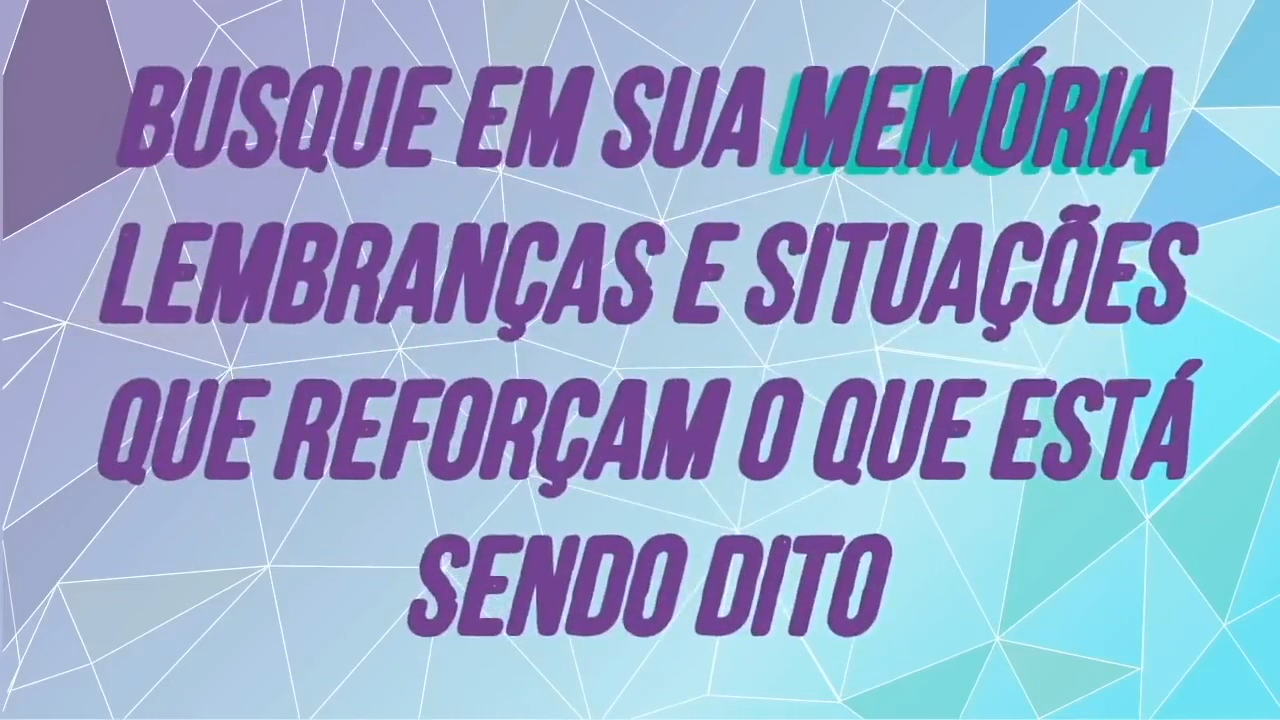 BUSQUE EM SUA MEMÓRIA
LEMBRANÇAS E SITUAÇÕES
QUE REFORÇAM O QUE ESTÁ
SENDO DITO